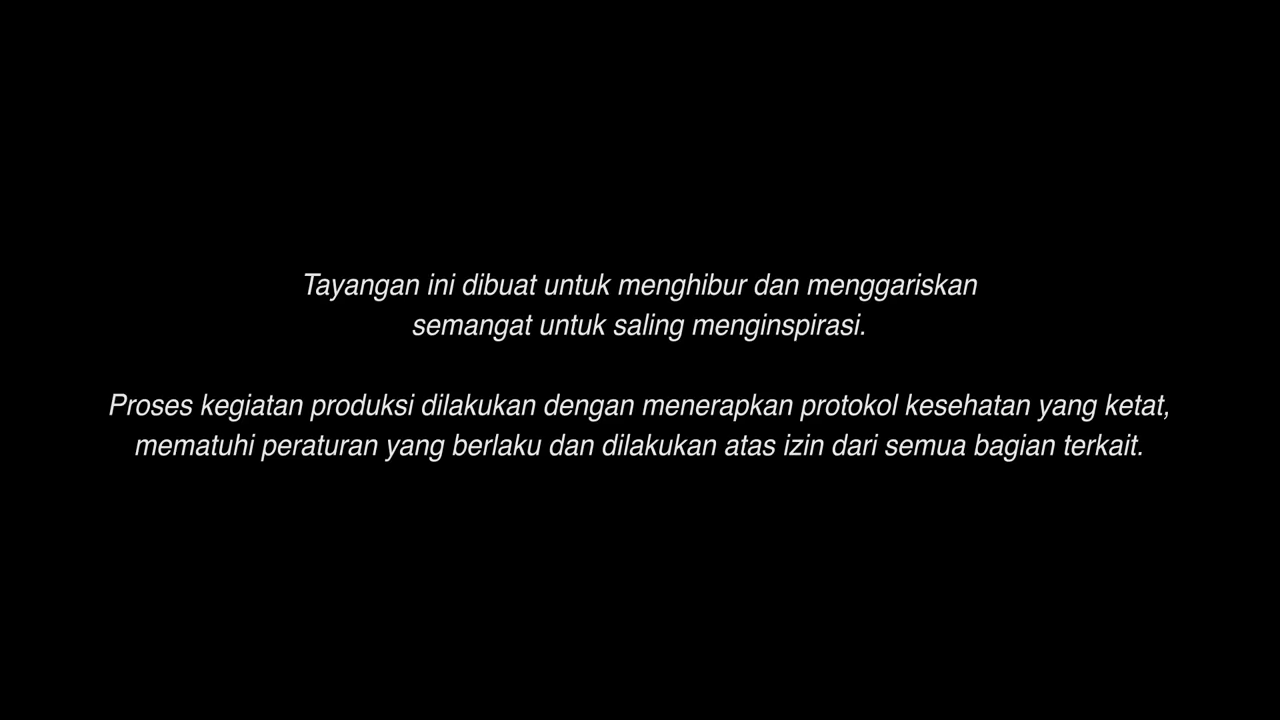 Tayangan ini dibuat untuk menghibur dan menggariskan
semangat untuk saling menginspirasi.
Proses kegiatan produksi dilakukan dengan menerapkan protokol kesehatan yang ketat,
mematuhi peraturan yang berlaku dan dilakukan atas izin dari semua bagian terkait.